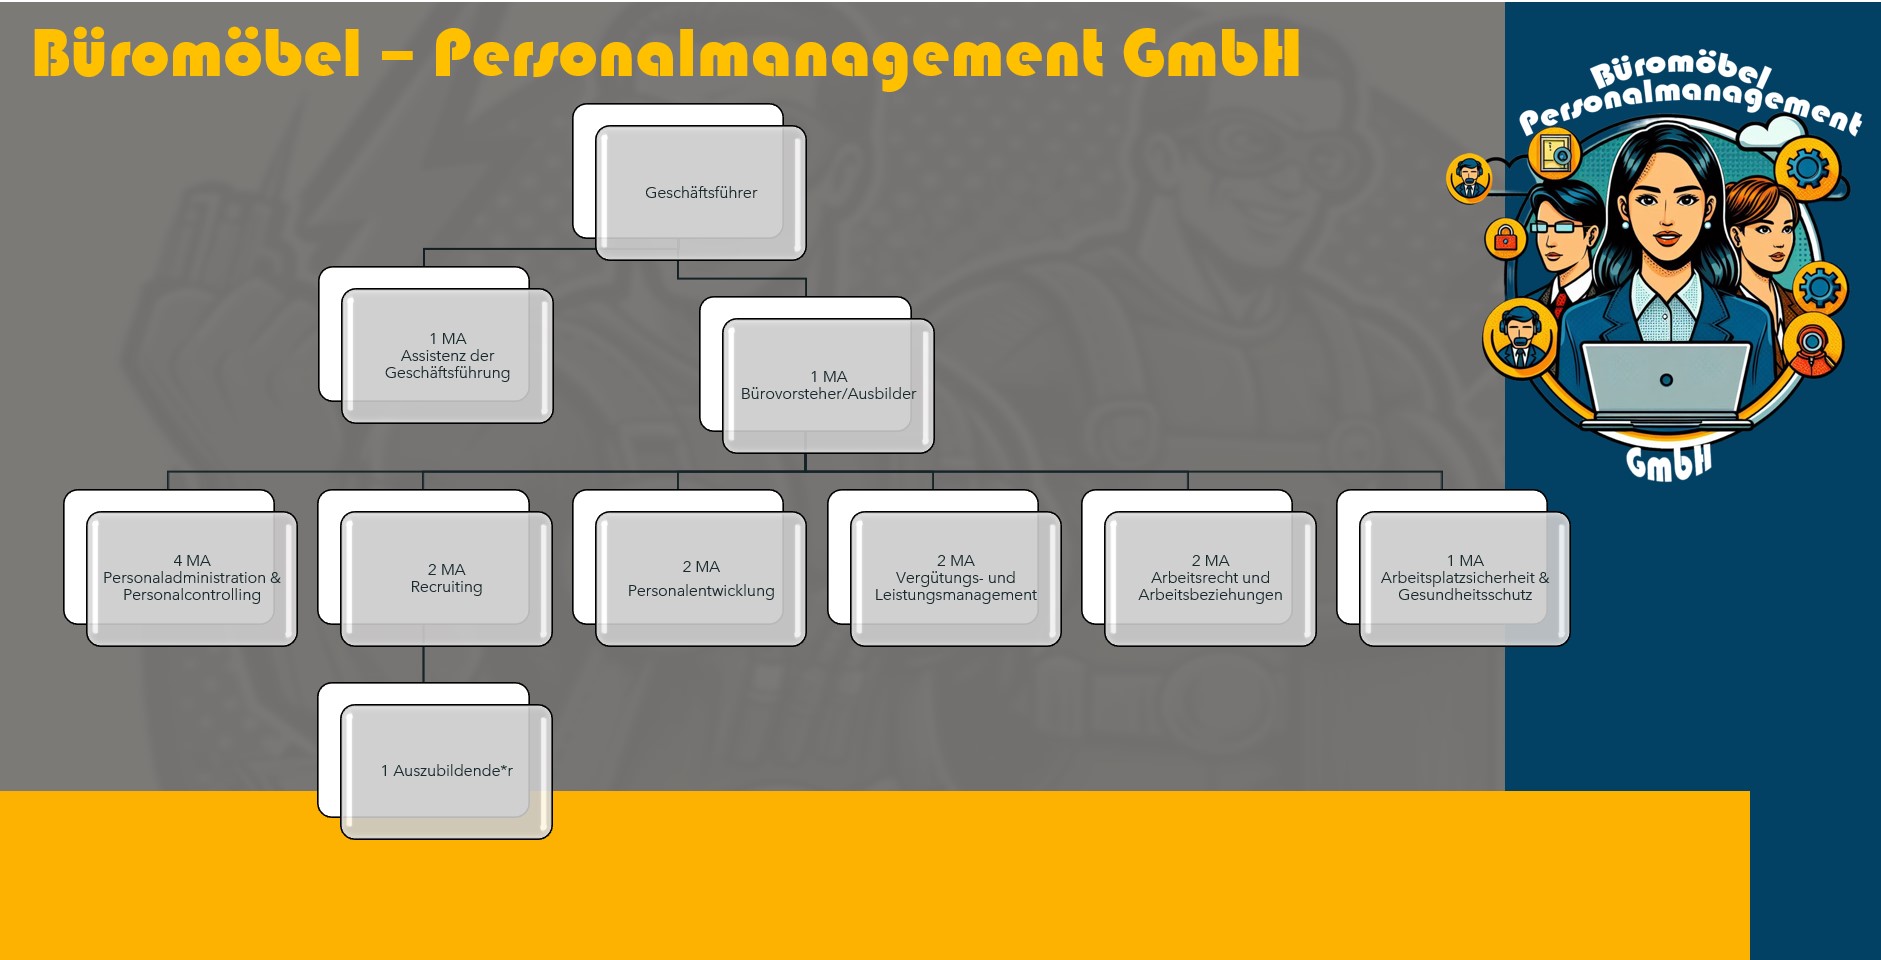 Büromöbel – Personalmanagement GmbH
Büromöbel
Personalmanagement
GmbH
Geschäftsführer
1 MA
Assistenz der
Geschäftsführung
1 MA
Bürovorsteher/Ausbilder
4 MA
Personaladministration &
Personalcontrolling
2 MA
Recruiting
2 MA
Personalentwicklung
2 MA
Vergütungs- und
Leistungsmanagement
2 MA
Arbeitsrecht und
Arbeitsbeziehungen
1 MA
Arbeitsplatzsicherheit &
Gesundheitsschutz
1 Auszubildende*r